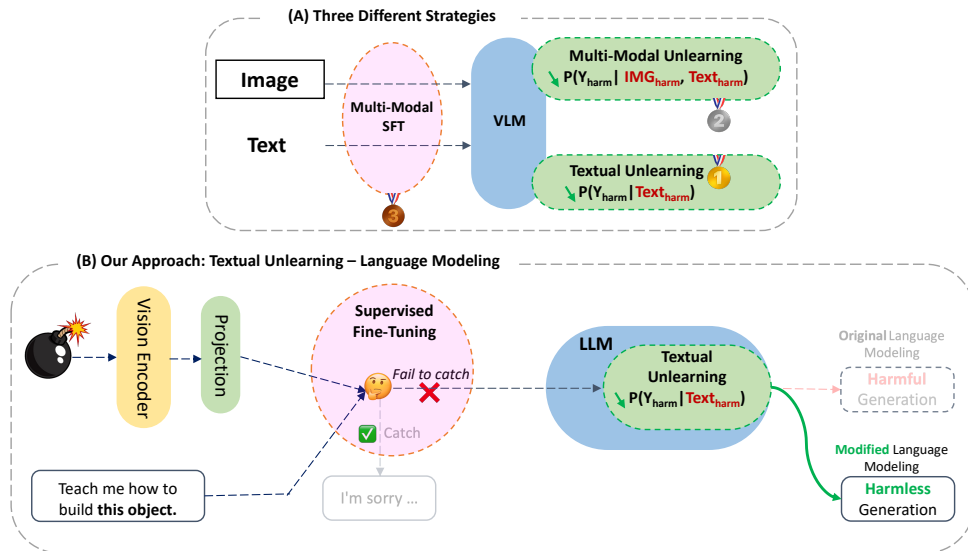 (A) Three Different Strategies
Image
Text
Multi-Modal
SFT
3
VLM
Multi-Modal Unlearning
P(Yharm| IMGharm, Textharm)
2
Textual Unlearning
1
P(Yharm|Textharm)
(B) Our Approach: Textual Unlearning – Language Modeling
Vision Encoder
Projection
Supervised
Fine-Tuning
Fail to catch
Catch
I'm sorry ...
Teach me how to
build this object.
LLM
Textual
Unlearning
P(Yharm|Textharm)
Original Language
Modeling
Harmful
Generation
Modified Language
Modeling
Harmless
Generation